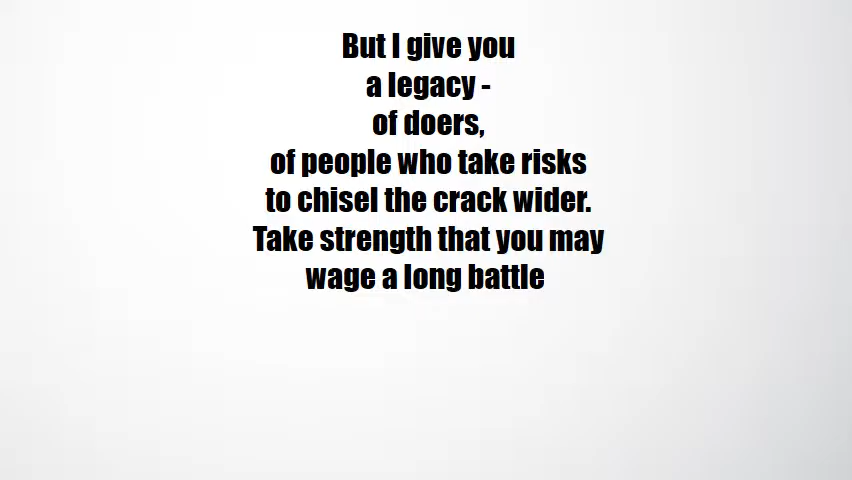 But I give you
a legacy -
of doers,
of people who take risks
to chisel the crack wider.
Take strength that you may
wage a long battle